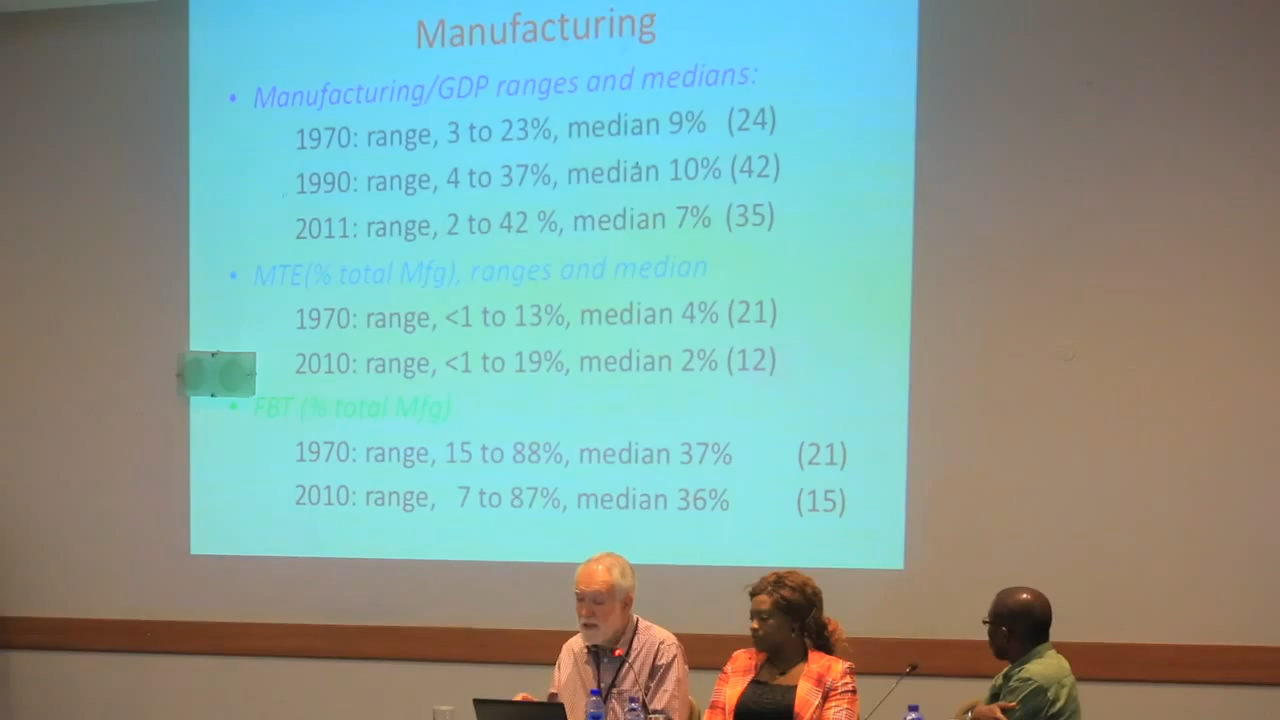 Manufacturing
• Manufacturing/GDP ranges and medians:
1970: range, 3 to 23%, median 9% (24)
1990: range, 4 to 37%, median 10% (42)
2011: range, 2 to 42 %, median 7% (35)
• MTE(% total Mfg), ranges and median
1970: range, <1 to 13%, median 4% (21)
2010: range, <1 to 19%, median 2% (12)
• FBT (% total Mfg)
1970: range, 15 to 88%, median 37% (21)
2010: range, 7 to 87%, median 36% (15)